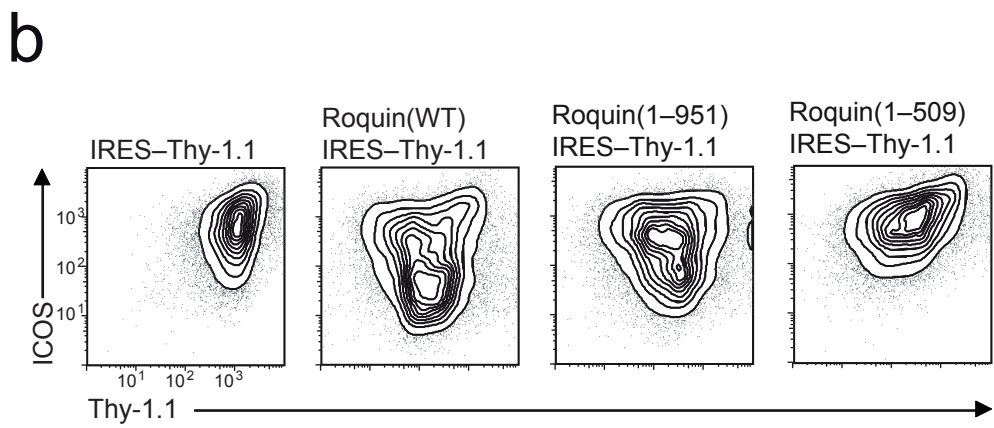 b
IRES–Thy-1.1
Roquin(WT)
IRES–Thy-1.1
Roquin(1–951)
IRES–Thy-1.1
Roquin(1–509)
IRES–Thy-1.1
ICOS
10³
10²
10¹
10¹ 10² 10³
Thy-1.1